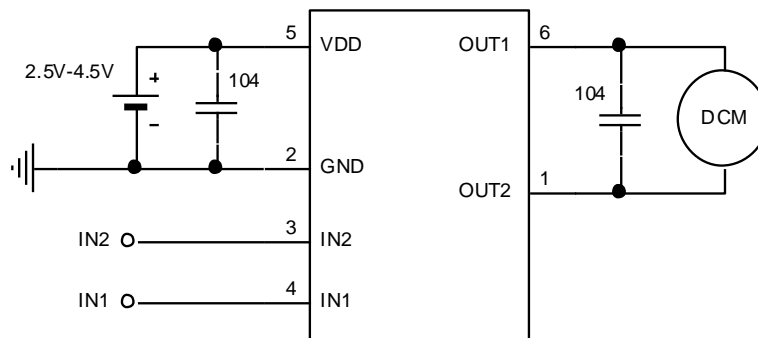 5 VDD OUT1 6
2.5V-4.5V + 104 104 DCM
−
2 GND
OUT2 1
IN2 3 IN2
IN1 4 IN1